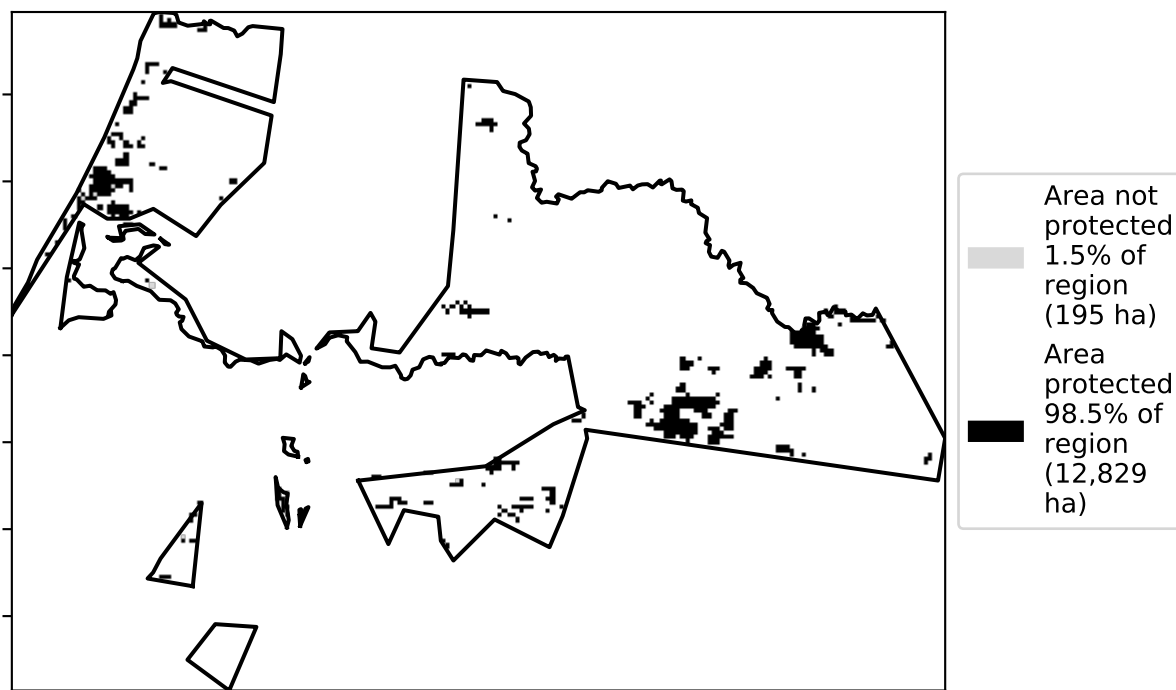 Area not
protected
1.5% of
region
(195 ha)
Area
protected
98.5% of
region
(12,829
ha)